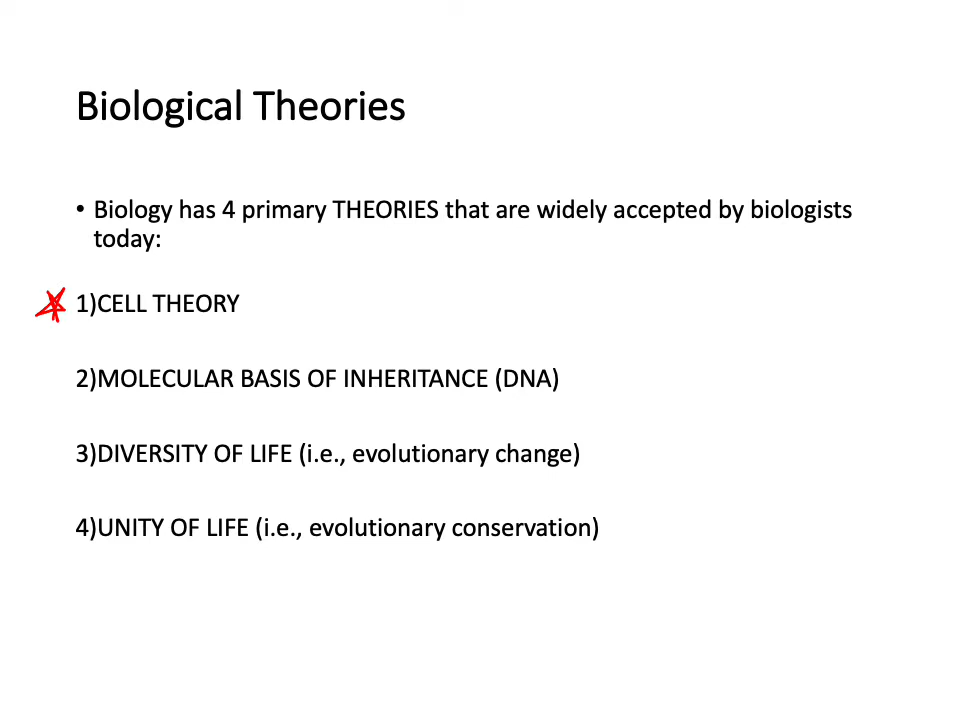 Biological Theories
• Biology has 4 primary THEORIES that are widely accepted by biologists
today:
1)CELL THEORY
2)MOLECULAR BASIS OF INHERITANCE (DNA)
3)DIVERSITY OF LIFE (i.e., evolutionary change)
4)UNITY OF LIFE (i.e., evolutionary conservation)